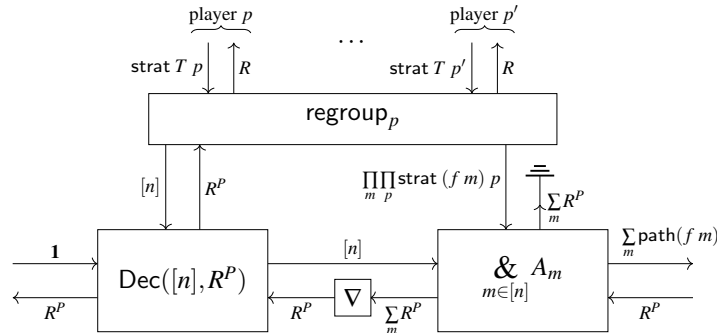 player p player p′
...
strat T p R strat T p′ R
regroup_p
[n] R^P ∏_m ∏_p strat (f m) p ∑_m R^P
1 [n] ∑_m path(f m)
Dec([n], R^P) & _{m∈[n]} A_m
R^P R^P ∇ ∑_m R^P R^P